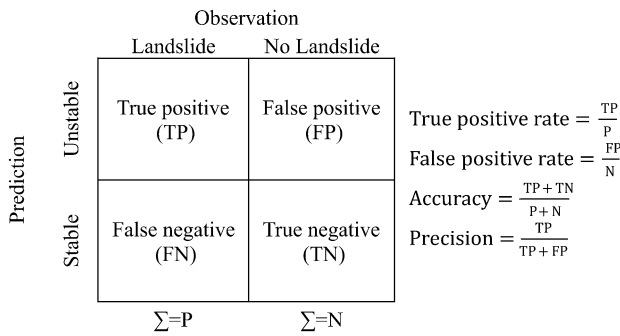 Observation
Landslide No Landslide
Prediction
Unstable
True positive
(TP)
False positive
(FP)
Stable
False negative
(FN)
True negative
(TN)
∑=P ∑=N
True positive rate = TP/P
False positive rate = FP/N
Accuracy = TP + TN/P + N
Precision = TP/TP + FP